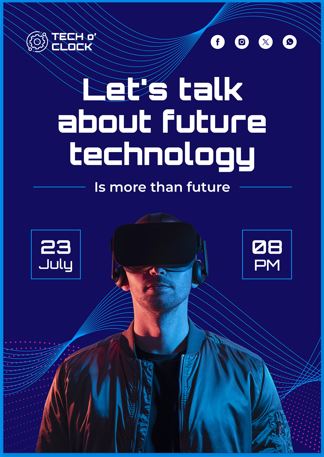 TECH o'
CLOCK
Let's talk
about future
technology
Is more than future
23
July
08
PM